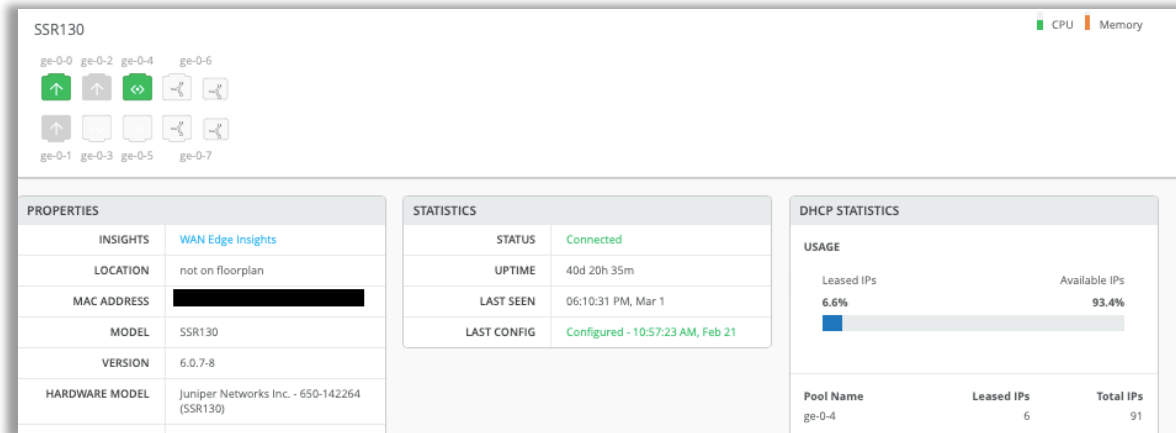 SSR130
CPU Memory
ge-0-0 ge-0-2 ge-0-4 ge-0-6
ge-0-1 ge-0-3 ge-0-5 ge-0-7
PROPERTIES
INSIGHTS WAN Edge Insights
LOCATION not on floorplan
MAC ADDRESS
MODEL SSR130
VERSION 6.0.7-8
HARDWARE MODEL Juniper Networks Inc. - 650-142264
(SSR130)
STATISTICS
STATUS Connected
UPTIME 40d 20h 35m
LAST SEEN 06:10:31 PM, Mar 1
LAST CONFIG Configured - 10:57:23 AM, Feb 21
DHCP STATISTICS
USAGE
Leased IPs Available IPs
6.6% 93.4%
Pool Name Leased IPs Total IPs
ge-0-4 6 91